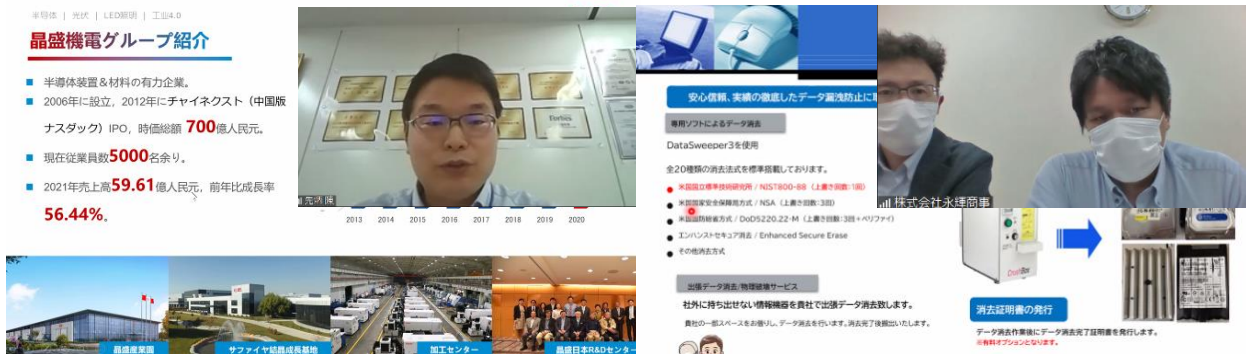 半导体 | 光伏 | LED照明 | 工业4.0
晶盛機電グループ紹介
半導体装置＆材料の有力企業。
2006年に設立，2012年にチャイネクスト（中国版
ナスダック）IPO，時価総額 700億人民元。
現在従業員数5000名余り。
2021年売上高59.61億人民元，前年比成長率
56.44%。
2013 2014 2015 2016 2017 2018 2019 2020
晶盛産業園
サファイヤ結晶成長基地
加工センター
晶盛日本R&Dセンター
安心信頼、実績の徹底したデータ漏洩防止に
専用ソフトによるデータ消去
DataSweeper3を使用
全20種類の消去法式を標準搭載しております。
米国国立標準技術研究所 / NIST800-88（上書き回数:1回）
米国国家安全保障局方式 / NSA（上書き回数:3回）
米国国防総省方式 / DoD5220.22-M（上書き回数:3回＋ベリファイ）
エンハンストセキュア消去 / Enhanced Secure Erase
その他消去方式
出張データ消去/物理破壊サービス
社外に持ち出せない情報機器を貴社で出張データ消去致します。
貴社の一部スペースをお借りし、データ消去を行います。消去完了後搬出いたします。
株式会社永輝商事
消去証明書の発行
データ消去作業後にデータ消去完了証明書を発行します。
※有料オプションとなります。